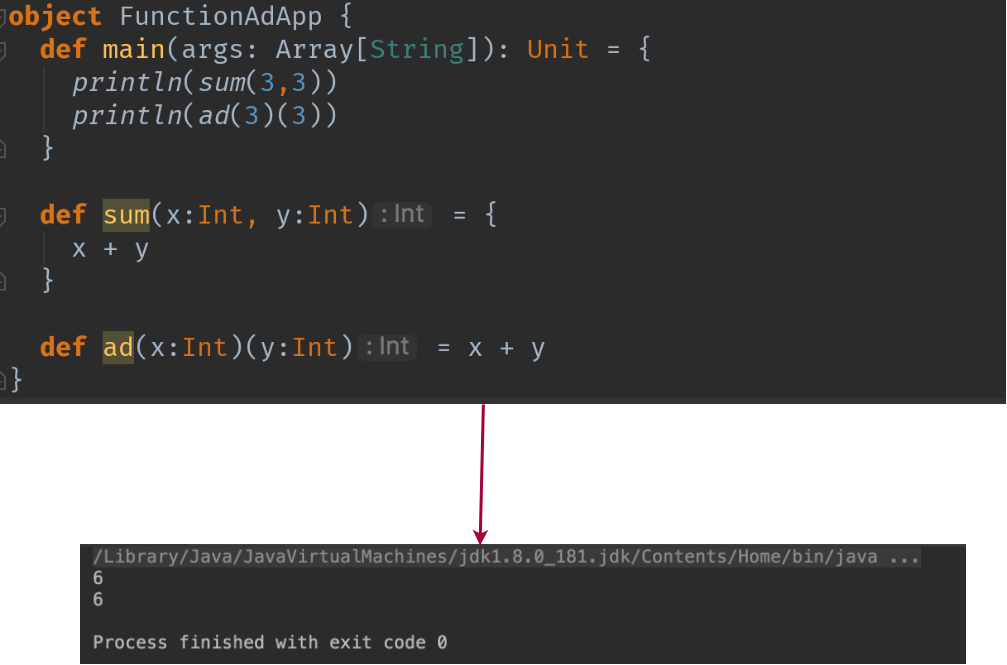 object FunctionAdApp {
def main(args: Array[String]): Unit = {
println(sum(3,3))
println(ad(3)(3))
}
def sum(x:Int, y:Int) : Int = {
x + y
}
def ad(x:Int)(y:Int) : Int = x + y
}
/Library/Java/JavaVirtualMachines/jdk1.8.0_181.jdk/Contents/Home/bin/java ...
6
6
Process finished with exit code 0